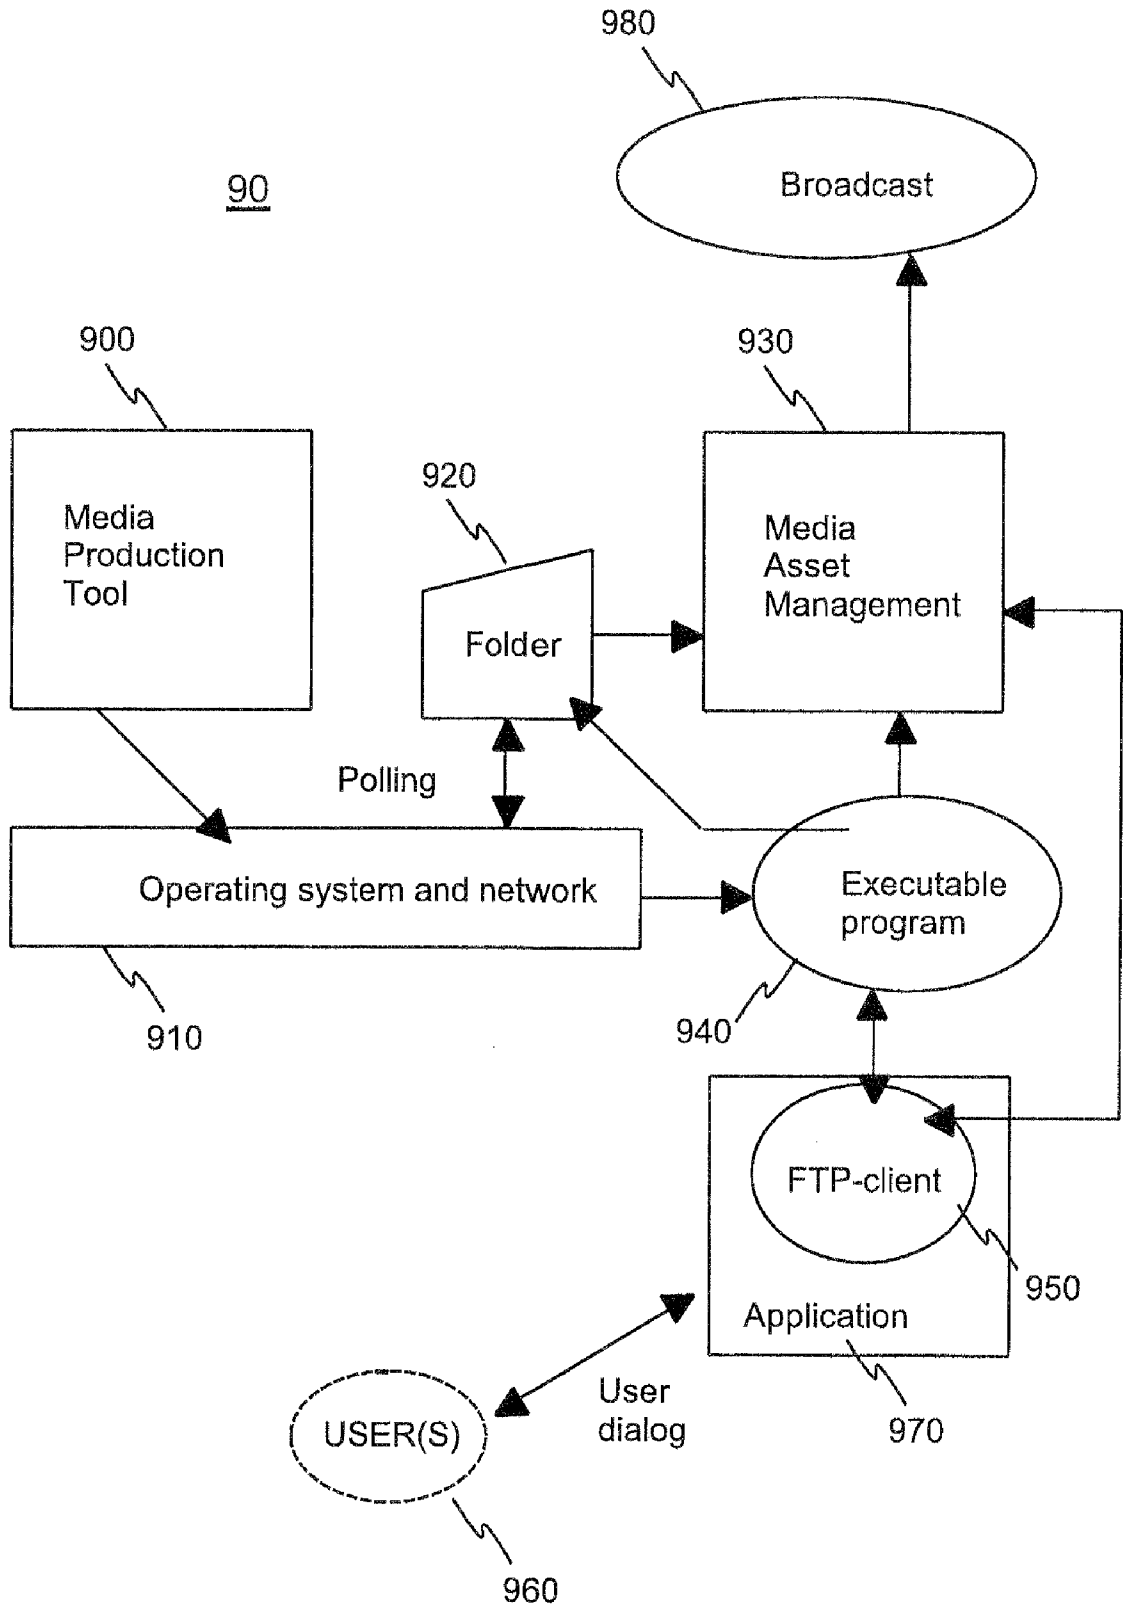 980
Broadcast
90
900
930
920
Media
Production
Tool
Media
Asset
Management
Folder
Polling
Operating system and network
Executable
program
910
940
FTP-client
950
Application
User
dialog
970
USER(S)
960